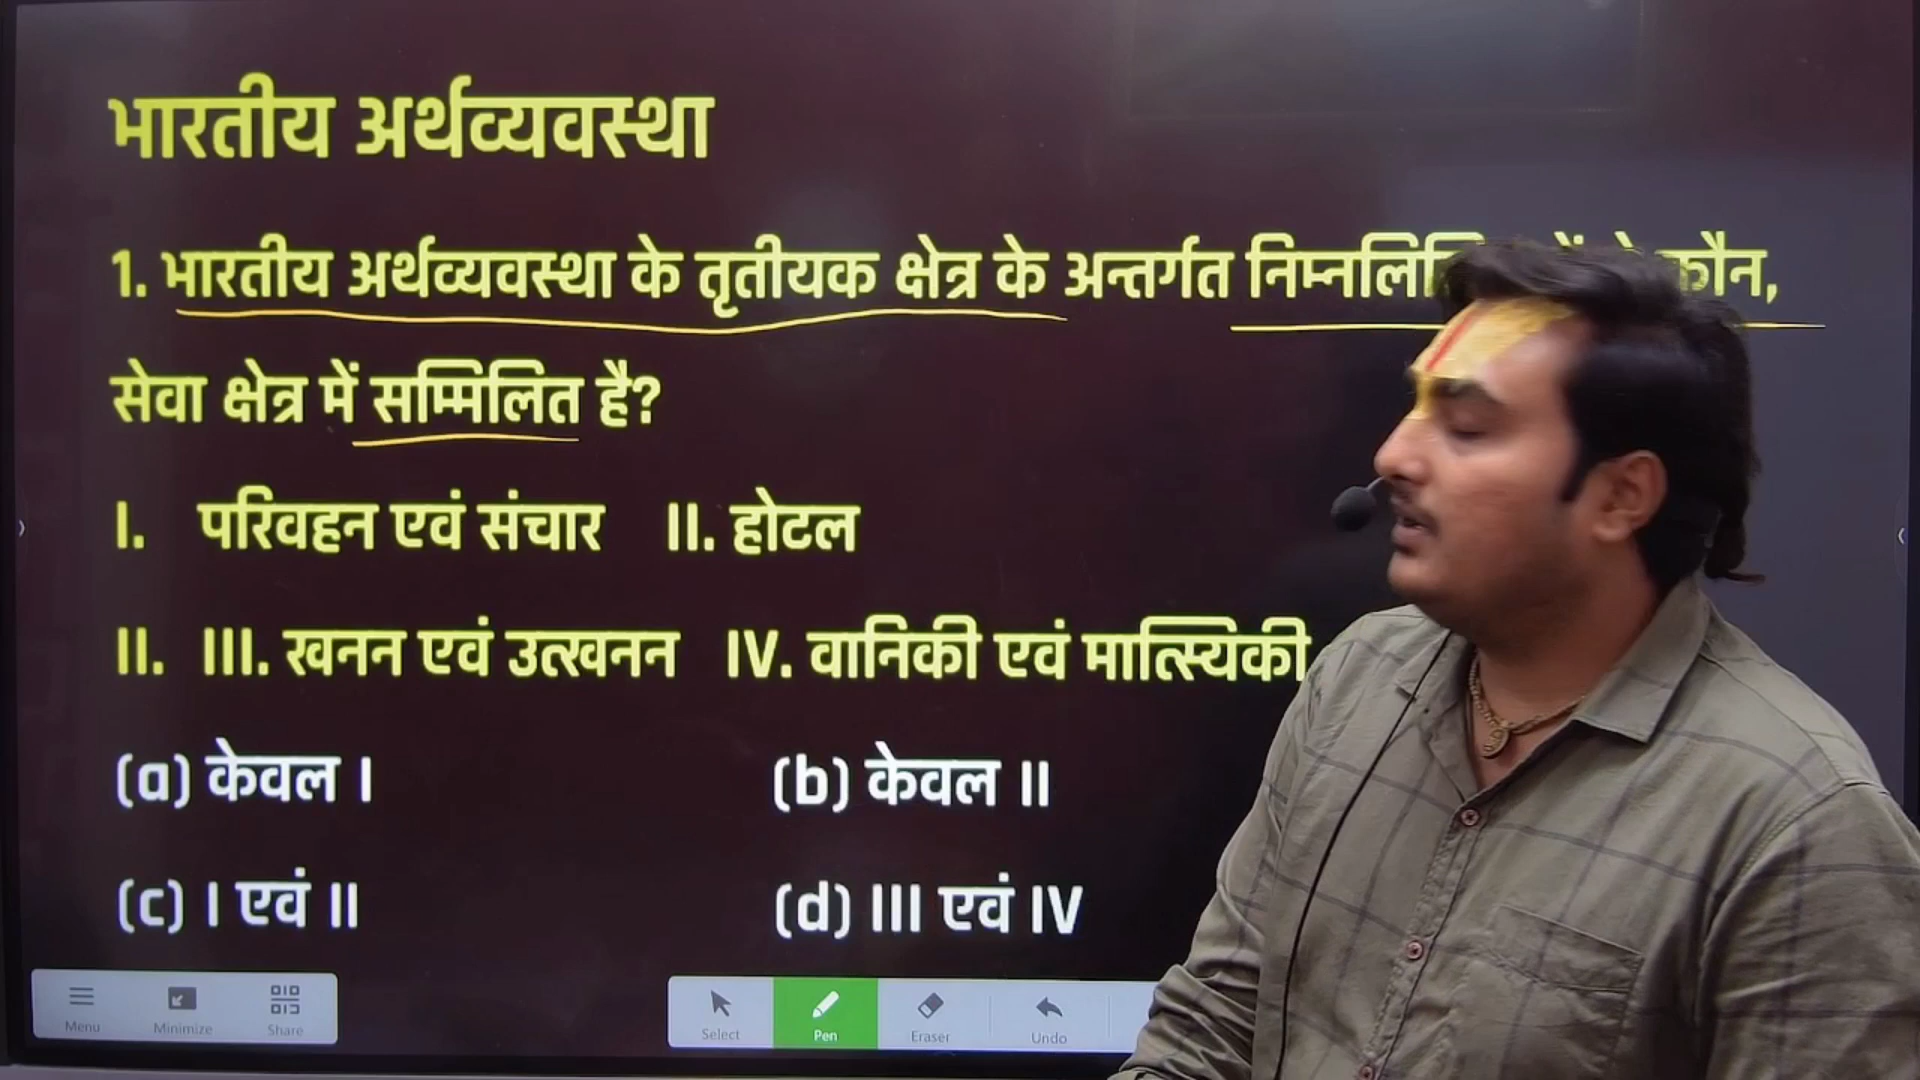 भारतीय अर्थव्यवस्था
1. भारतीय अर्थव्यवस्था के तृतीयक क्षेत्र के अन्तर्गत कौन,
सेवा क्षेत्र में सम्मिलित है?
I. परिवहन एवं संचार II. होटल
II. III. खनन एवं उत्खनन IV. वानिकी एवं मात्स्यिकी
(a) केवल I (b) केवल II
(c) I एवं II (d) III एवं IV
Menu Minimize Share Select Pen Eraser Undo